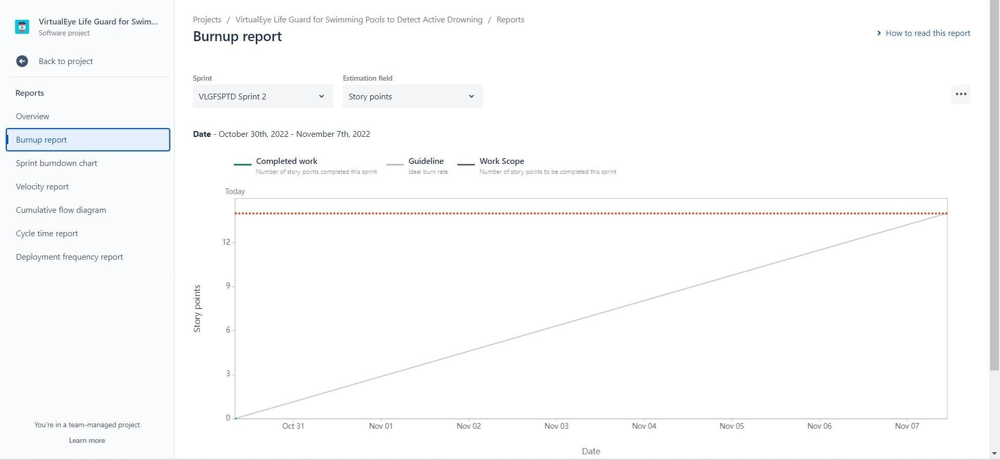 VirtualEye Life Guard for Swim...
Software project
Back to project
Reports
Overview
Burnup report
Sprint burndown chart
Velocity report
Cumulative flow diagram
Cycle time report
Deployment frequency report
You're in a team-managed project
Learn more
Projects / VirtualEye Life Guard for Swimming Pools to Detect Active Drowning / Reports
Burnup report
How to read this report
Sprint
VLGFSPTD Sprint 2
Estimation field
Story points
Date - October 30th, 2022 - November 7th, 2022
Completed work
Number of story points completed this sprint
Guideline
Ideal burn rate
Work Scope
Number of story points to be completed this sprint
Today
12
9
6
3
0
Story points
Oct 31 Nov 01 Nov 02 Nov 03 Nov 04 Nov 05 Nov 06 Nov 07
Date